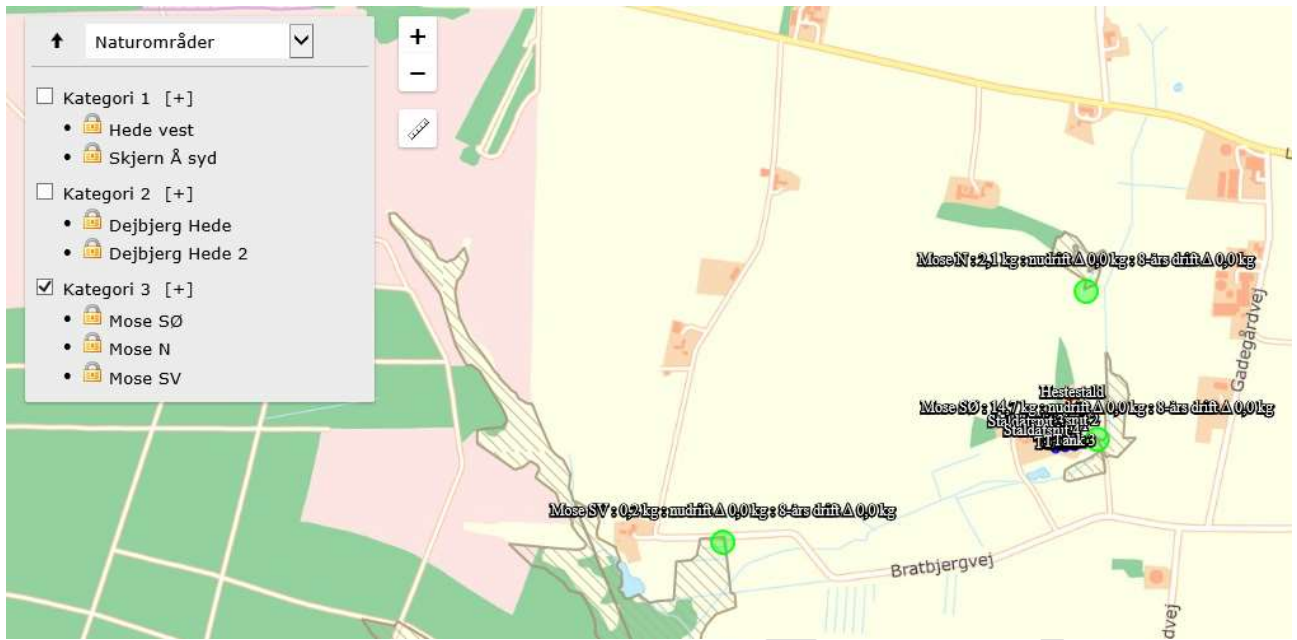 Naturområder
Kategori 1 [+]
Hede vest
Skjern Å syd
Kategori 2 [+]
Dejbjerg Hede
Dejbjerg Hede 2
Kategori 3 [+]
Mose SØ
Mose N
Mose SV
+
−
Mose N : 2,1 kg : nudrift Δ 0,0 kg : 8-års drift Δ 0,0 kg
Gadegårdvej
Hestestald
Mose SØ : 14,7 kg : nudrift Δ 0,0 kg : 8-års drift Δ 0,0 kg
Mose SV : 0,2 kg : nudrift Δ 0,0 kg : 8-års drift Δ 0,0 kg
Bratbjergvej
dvej